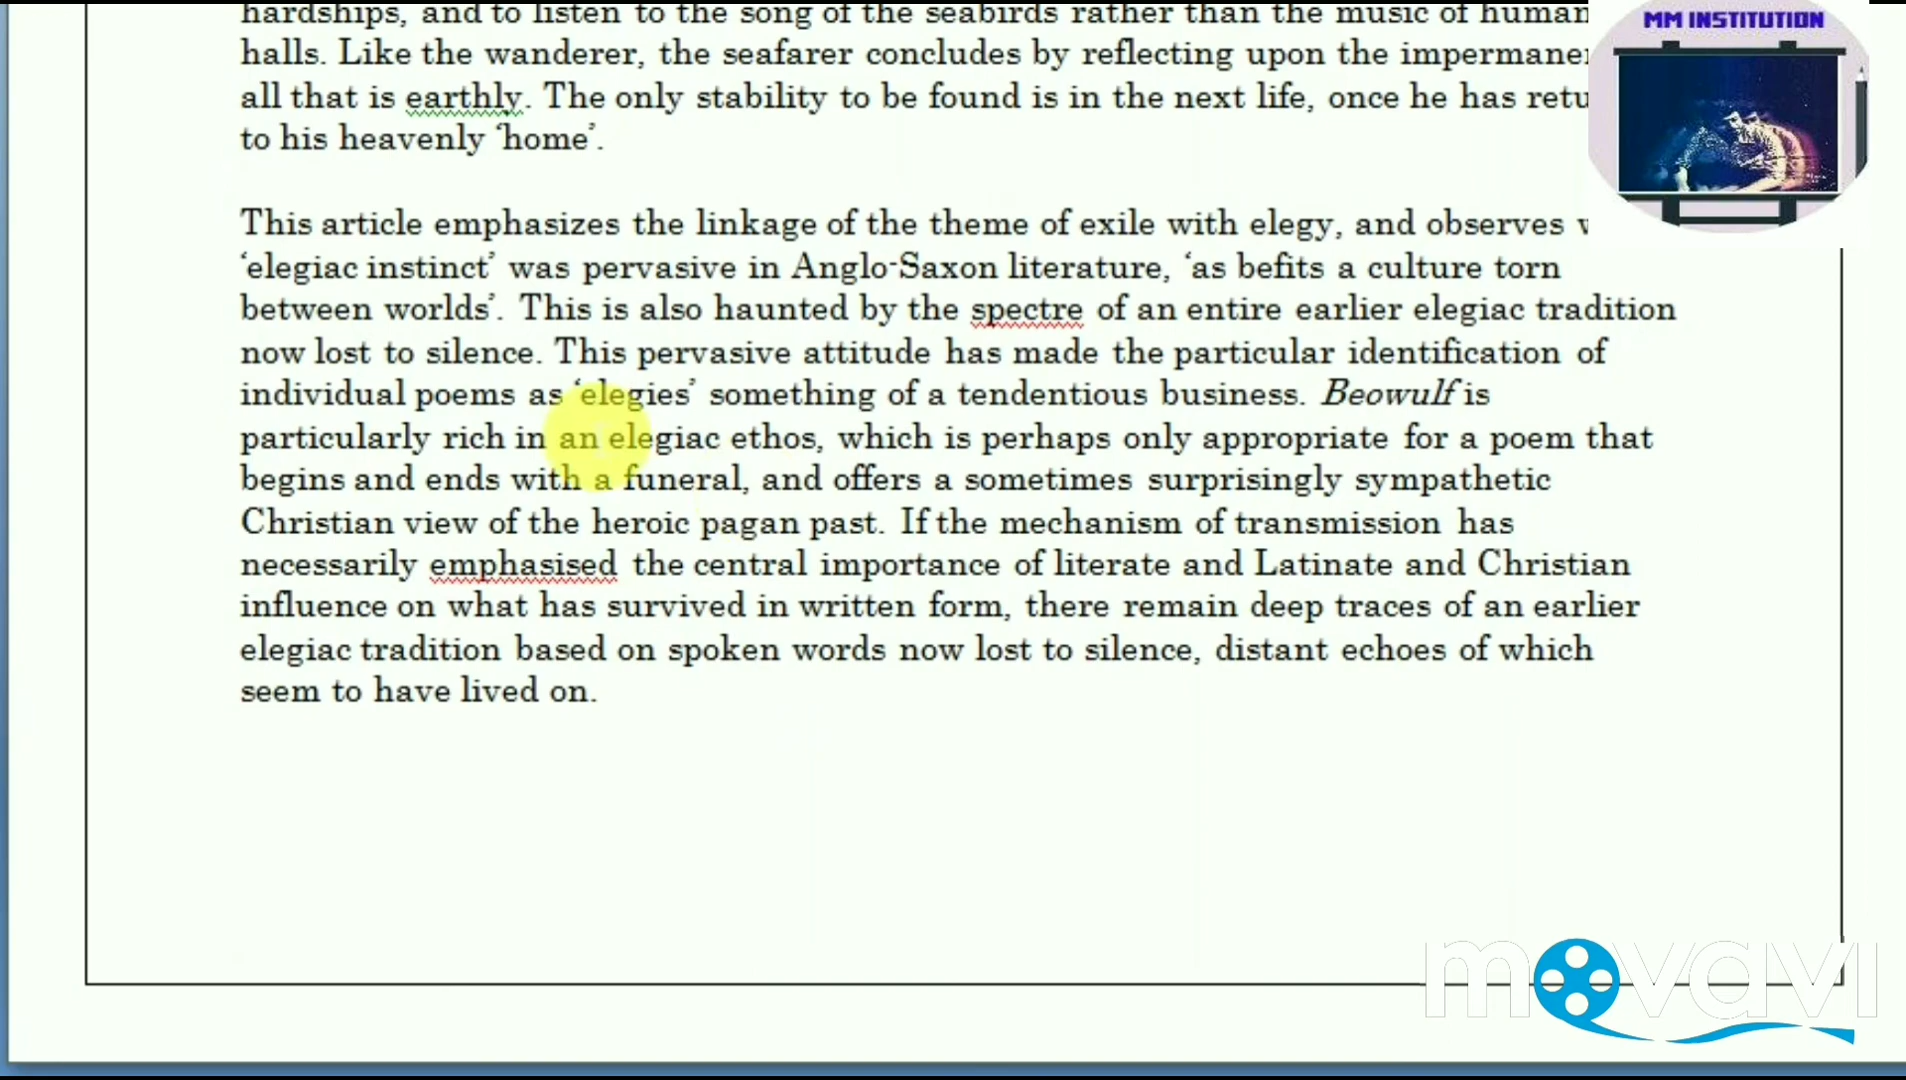 hardships, and to listen to the song of the seabirds rather than the music of human
MM INSTITUTION
halls. Like the wanderer, the seafarer concludes by reflecting upon the
all that is earthly. The only stability to be found is in the next life, once he has
to his heavenly ‘home’.
This article emphasizes the linkage of the theme of exile with elegy, and observes
‘elegiac instinct’ was pervasive in Anglo-Saxon literature, ‘as befits a culture torn
between worlds’. This is also haunted by the spectre of an entire earlier elegiac tradition
now lost to silence. This pervasive attitude has made the particular identification of
individual poems as ‘elegies’ something of a tendentious business. Beowulf is
particularly rich in an elegiac ethos, which is perhaps only appropriate for a poem that
begins and ends with a funeral, and offers a sometimes surprisingly sympathetic
Christian view of the heroic pagan past. If the mechanism of transmission has
necessarily emphasised the central importance of literate and Latinate and Christian
influence on what has survived in written form, there remain deep traces of an earlier
elegiac tradition based on spoken words now lost to silence, distant echoes of which
seem to have lived on.
movavi